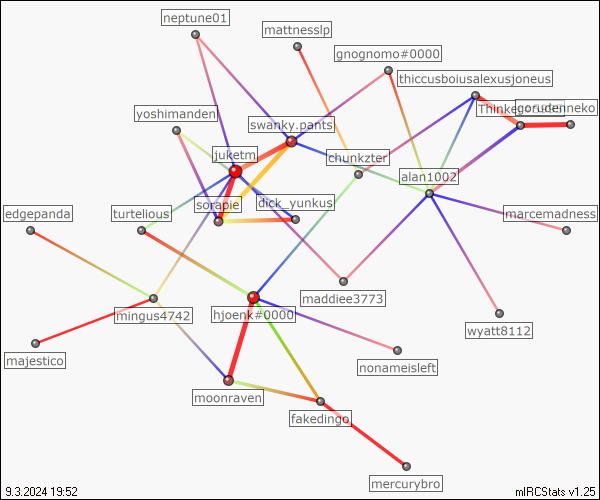 neptune01
mattnesslp
gnognomo#0000
thiccusboiusalexusjoneus
gorudenneko
yoshimanden
swanky.pants
juketm
chunkzter
alan1002
edgepanda
turtelious
sorapie
dick_yunkus
marcemadness
maddiee3773
mingus4742
hjoenk#0000
wyatt8112
majestico
nonameisleft
moonraven
fakedingo
mercurybro
9.3.2024 19:52
mIRCStats v1.25